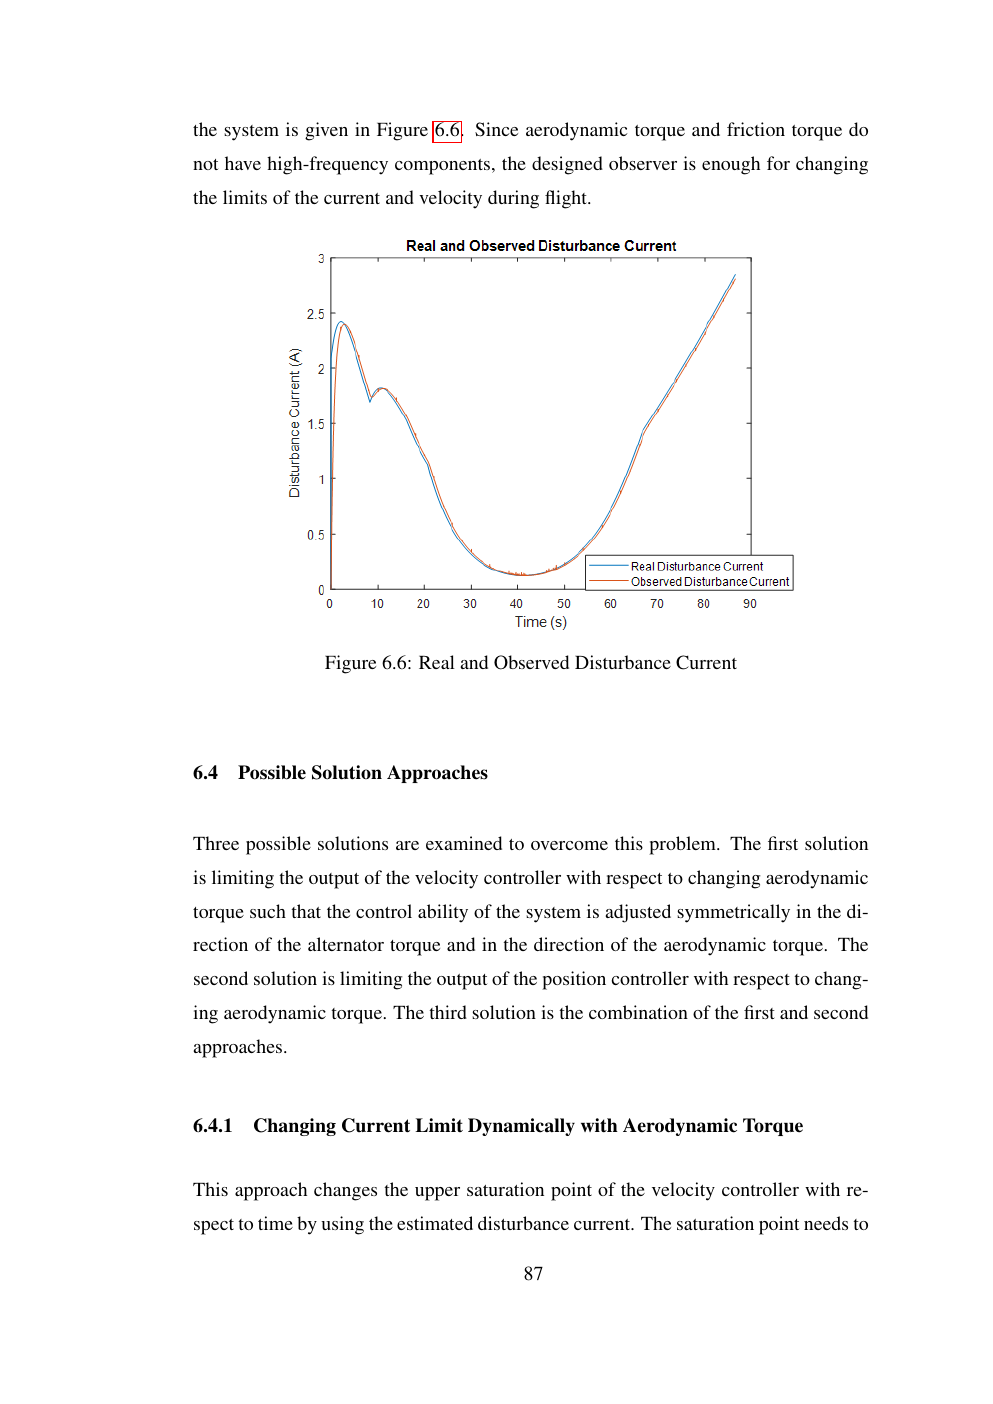 the system is given in Figure 6.6. Since aerodynamic torque and friction torque do
not have high-frequency components, the designed observer is enough for changing
the limits of the current and velocity during flight.
Real and Observed Disturbance Current
3
2.5
2
1.5
1
0.5
0
Disturbance Current (A)
0 10 20 30 40 50 60 70 80 90
Time (s)
Real Disturbance Current
Observed Disturbance Current
Figure 6.6: Real and Observed Disturbance Current
6.4 Possible Solution Approaches
Three possible solutions are examined to overcome this problem. The first solution
is limiting the output of the velocity controller with respect to changing aerodynamic
torque such that the control ability of the system is adjusted symmetrically in the di-
rection of the alternator torque and in the direction of the aerodynamic torque. The
second solution is limiting the output of the position controller with respect to chang-
ing aerodynamic torque. The third solution is the combination of the first and second
approaches.
6.4.1 Changing Current Limit Dynamically with Aerodynamic Torque
This approach changes the upper saturation point of the velocity controller with re-
spect to time by using the estimated disturbance current. The saturation point needs to
87